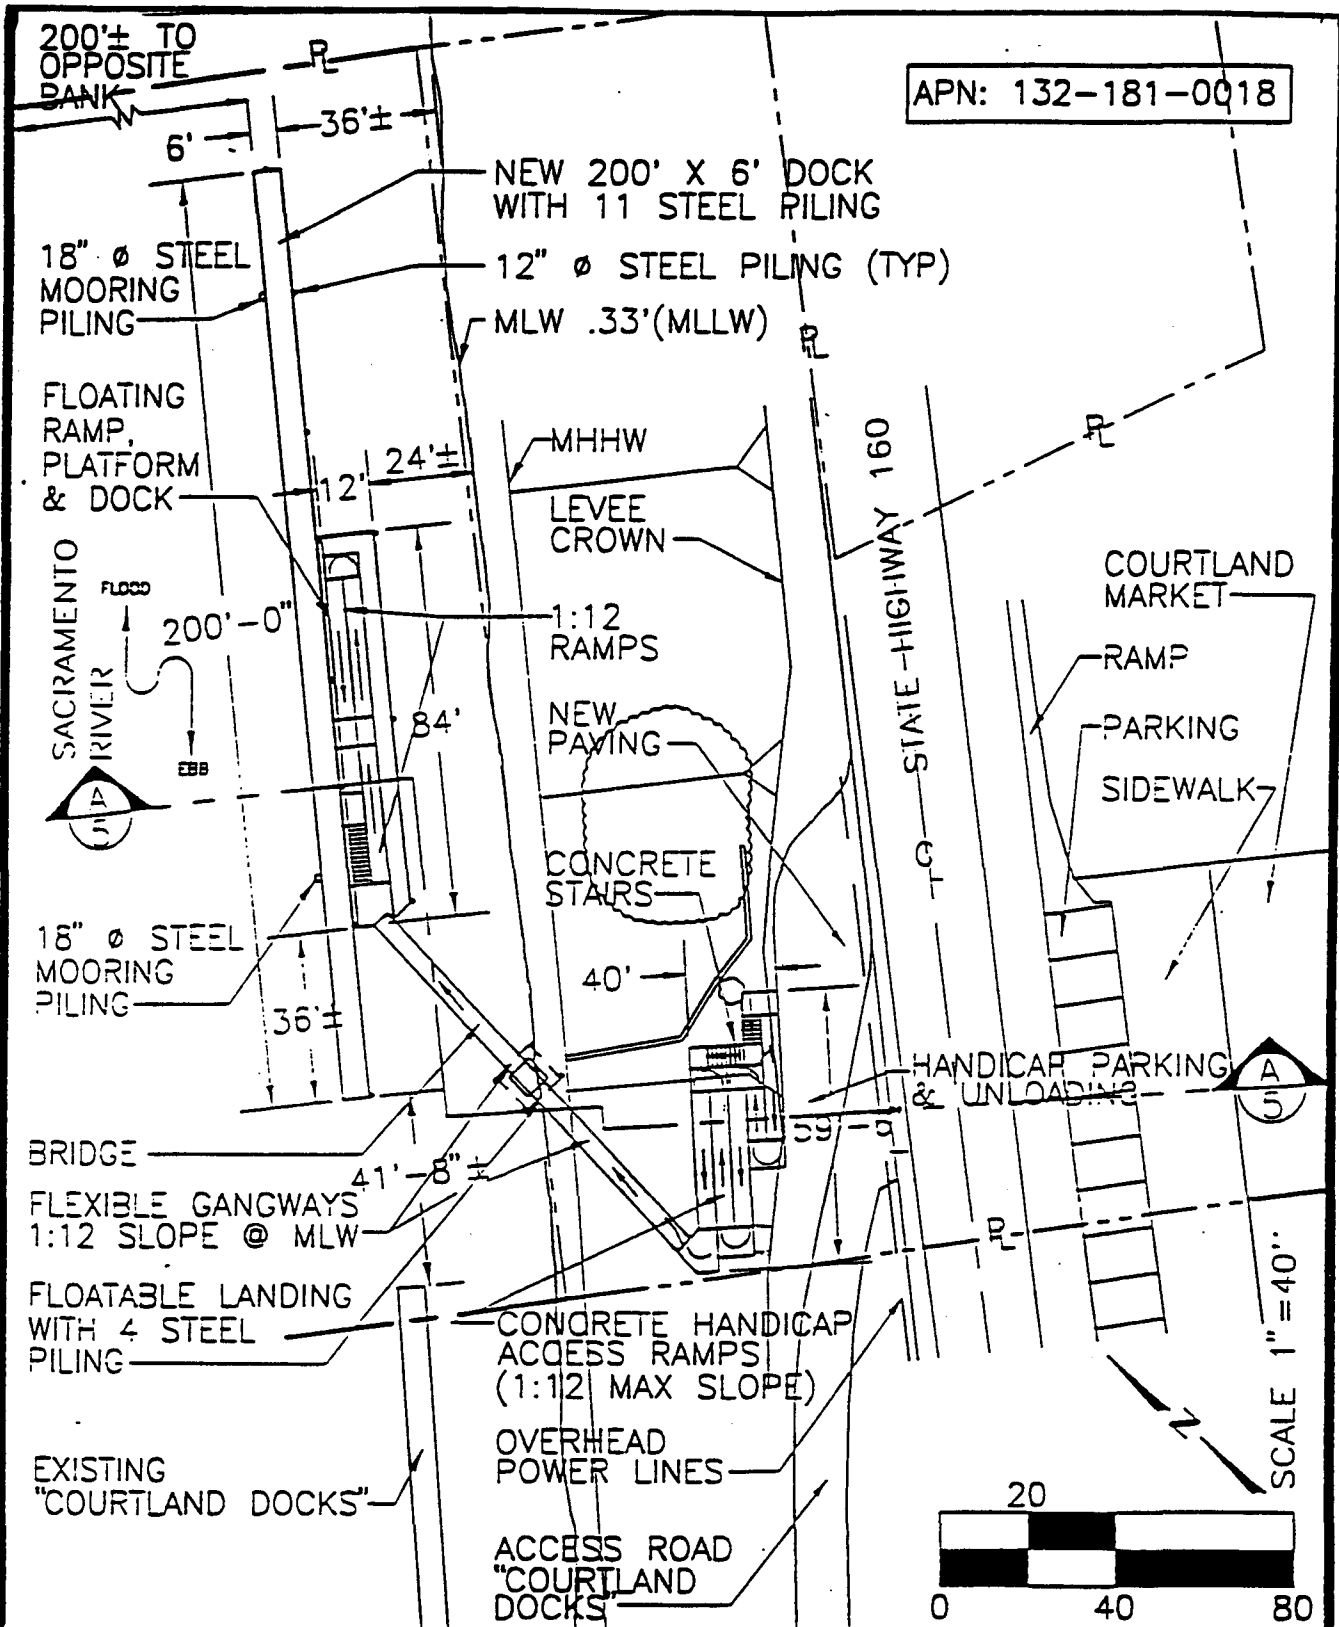 200'± TO
OPPOSITE
BANK
PL
APN: 132-181-0018
6'
36'±
NEW 200' X 6' DOCK
WITH 11 STEEL PILING
18" ø STEEL
MOORING
PILING
12" ø STEEL PILING (TYP)
MLW .33'(MLLW)
PL
FLOATING
RAMP,
PLATFORM
& DOCK
12'
24'±
MHHW
PL
LEVEE
CROWN
STATE HIGHWAY 160
SACRAMENTO
RIVER
FLOOD
EBB
200'-0"
1:12
RAMPS
COURTLAND
MARKET
RAMP
84'
NEW
PAVING
PARKING
SIDEWALK
A
5
CL
CONCRETE
STAIRS
18" ø STEEL
MOORING
PILING
40'
36'±
HANDICAP PARKING
& UNLOADING
A
5
BRIDGE
41'-8"±
FLEXIBLE GANGWAYS
1:12 SLOPE @ MLW
PL
FLOATABLE LANDING
WITH 4 STEEL
PILING
CONCRETE HANDICAP
ACCESS RAMPS
(1:12 MAX SLOPE)
OVERHEAD
POWER LINES
EXISTING
"COURTLAND DOCKS"
N
SCALE 1"=40'
ACCESS ROAD
"COURTLAND
DOCKS"
20
0
40
80